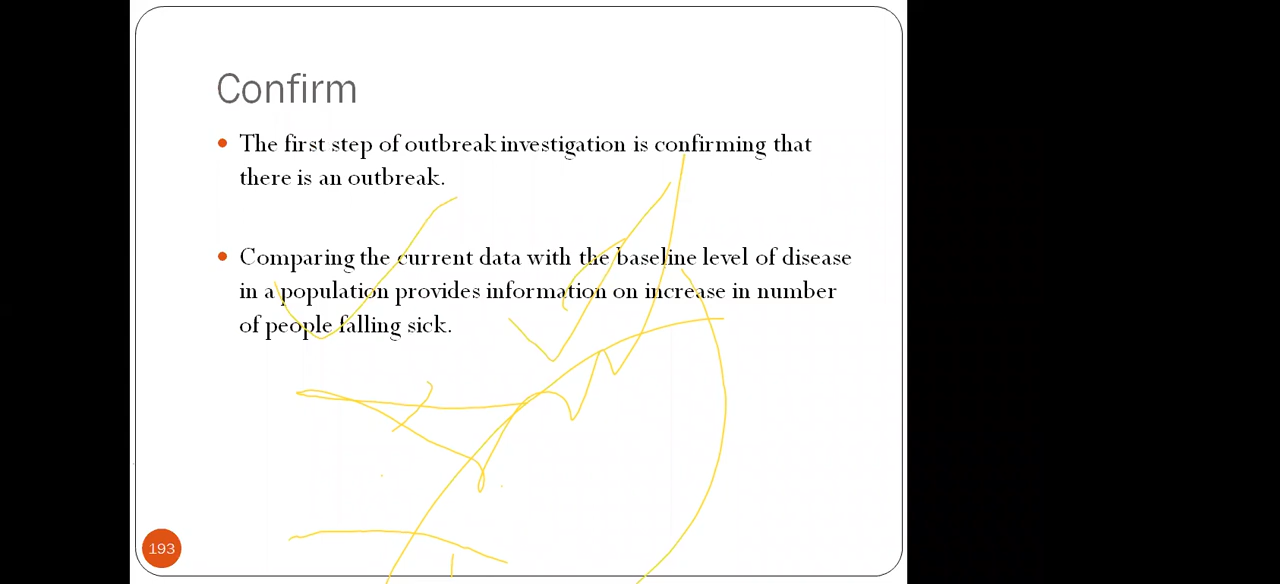 Confirm
• The first step of outbreak investigation is confirming that
there is an outbreak.
• Comparing the current data with the baseline level of disease
in a population provides information on increase in number
of people falling sick.
193